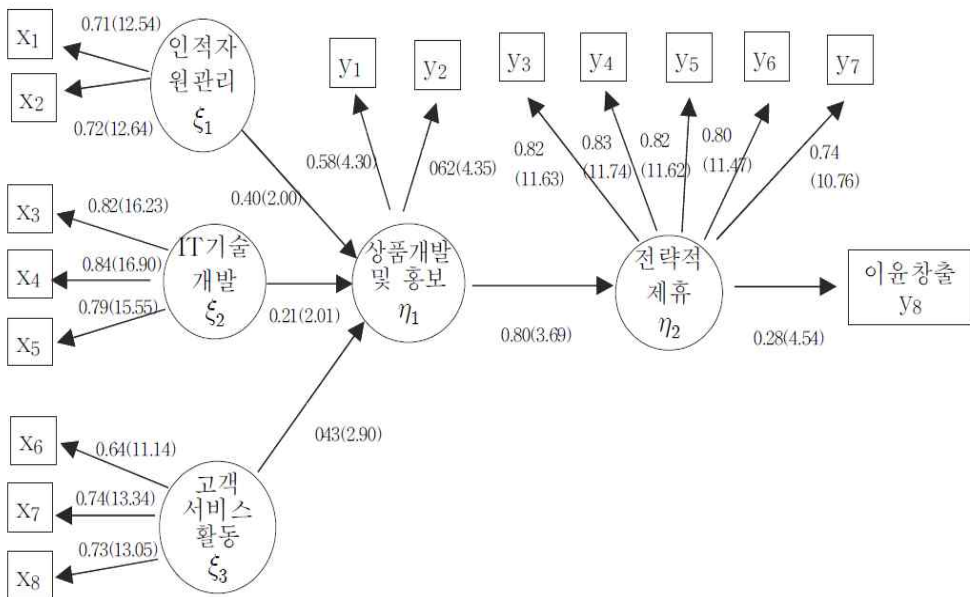 x1
0.71(12.54)
x2
0.72(12.64)
인적자
원관리
ξ1
y1
y2
y3
y4
y5
y6
y7
0.58(4.30)
062(4.35)
0.82
(11.63)
0.83
(11.74)
0.82
(11.62)
0.80
(11.47)
0.74
(10.76)
0.40(2.00)
x3
0.82(16.23)
x4
0.84(16.90)
x5
0.79(15.55)
IT기술
개발
ξ2
0.21(2.01)
상품개발
및 홍보
η1
0.80(3.69)
전략적
제휴
η2
0.28(4.54)
이윤창출
y8
043(2.90)
x6
0.64(11.14)
x7
0.74(13.34)
x8
0.73(13.05)
고객
서비스
활동
ξ3